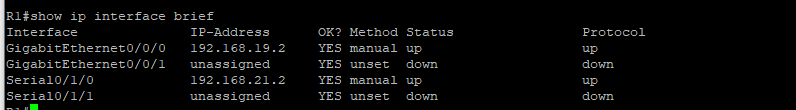 R1#show ip interface brief
Interface IP-Address OK? Method Status Protocol
GigabitEthernet0/0/0 192.168.19.2 YES manual up up
GigabitEthernet0/0/1 unassigned YES unset down down
Serial0/1/0 192.168.21.2 YES manual up up
Serial0/1/1 unassigned YES unset down down
R1#